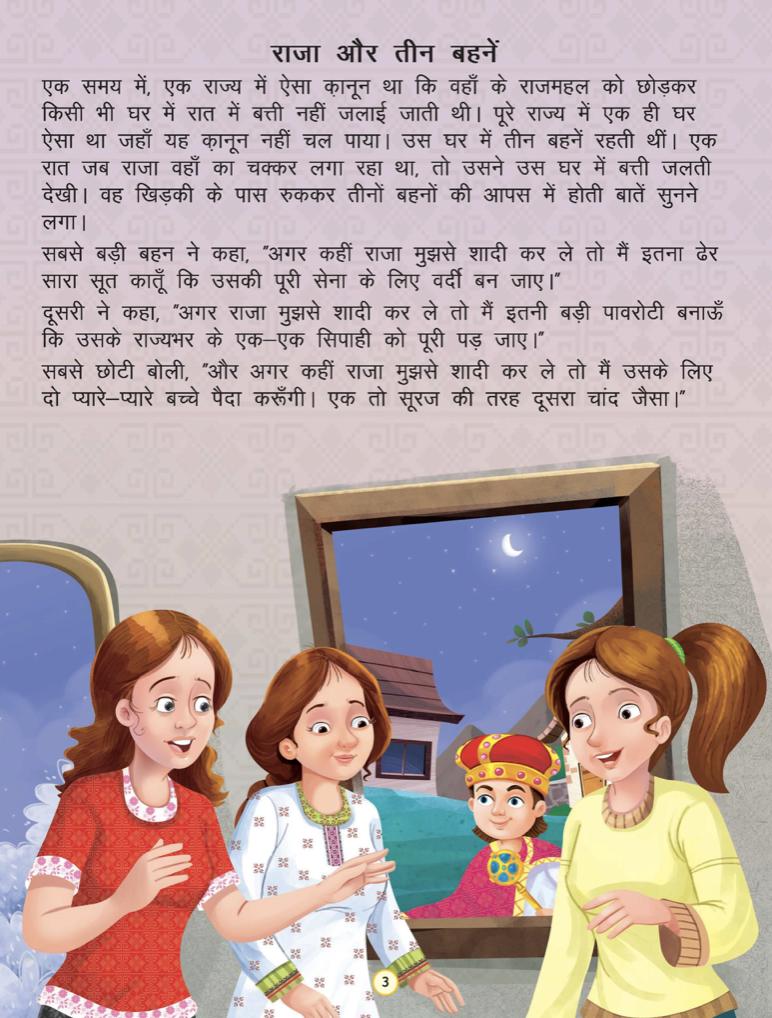 राजा और तीन बहनें
एक समय में, एक राज्य में ऐसा क़ानून था कि वहाँ के राजमहल को छोड़कर
किसी भी घर में रात में बत्ती नहीं जलाई जाती थी। पूरे राज्य में एक ही घर
ऐसा था जहाँ यह क़ानून नहीं चल पाया। उस घर में तीन बहनें रहती थीं। एक
रात जब राजा वहाँ का चक्कर लगा रहा था, तो उसने उस घर में बत्ती जलती
देखी। वह खिड़की के पास रुककर तीनों बहनों की आपस में होती बातें सुनने
लगा।
सबसे बड़ी बहन ने कहा, "अगर कहीं राजा मुझसे शादी कर ले तो मैं इतना ढेर
सारा सूत कातूँ कि उसकी पूरी सेना के लिए वर्दी बन जाए।"
दूसरी ने कहा, "अगर राजा मुझसे शादी कर ले तो मैं इतनी बड़ी पावरोटी बनाऊँ
कि उसके राज्यभर के एक–एक सिपाही को पूरी पड़ जाए।"
सबसे छोटी बोली, "और अगर कहीं राजा मुझसे शादी कर ले तो मैं उसके लिए
दो प्यारे–प्यारे बच्चे पैदा करूँगी। एक तो सूरज की तरह दूसरा चांद जैसा।"
3